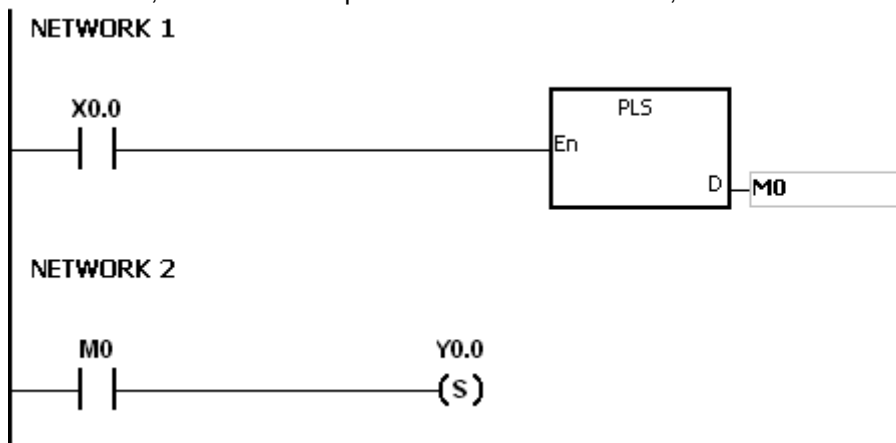 NETWORK 1
X0.0
PLS
En
D M0
NETWORK 2
M0 Y0.0
(S)